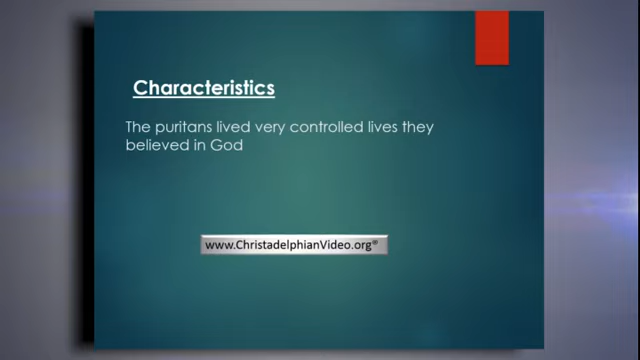 Characteristics
The puritans lived very controlled lives they
believed in God
www.ChristadelphianVideo.org®